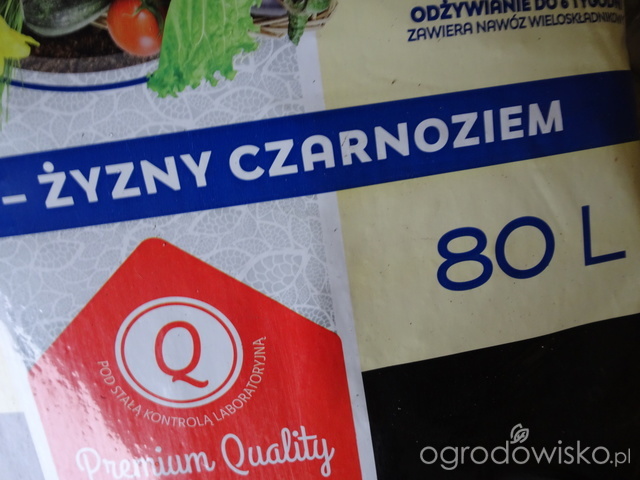 ODŻYWIANIE DO 6 TYGODNI
ZAWIERA NAWÓZ WIELOSKŁADNIKOWY
– ŻYZNY CZARNOZIEM
80 L
Q
POD STAŁĄ KONTROLĄ LABORATORYJNĄ
Premium Quality
ogrodowisko.pl